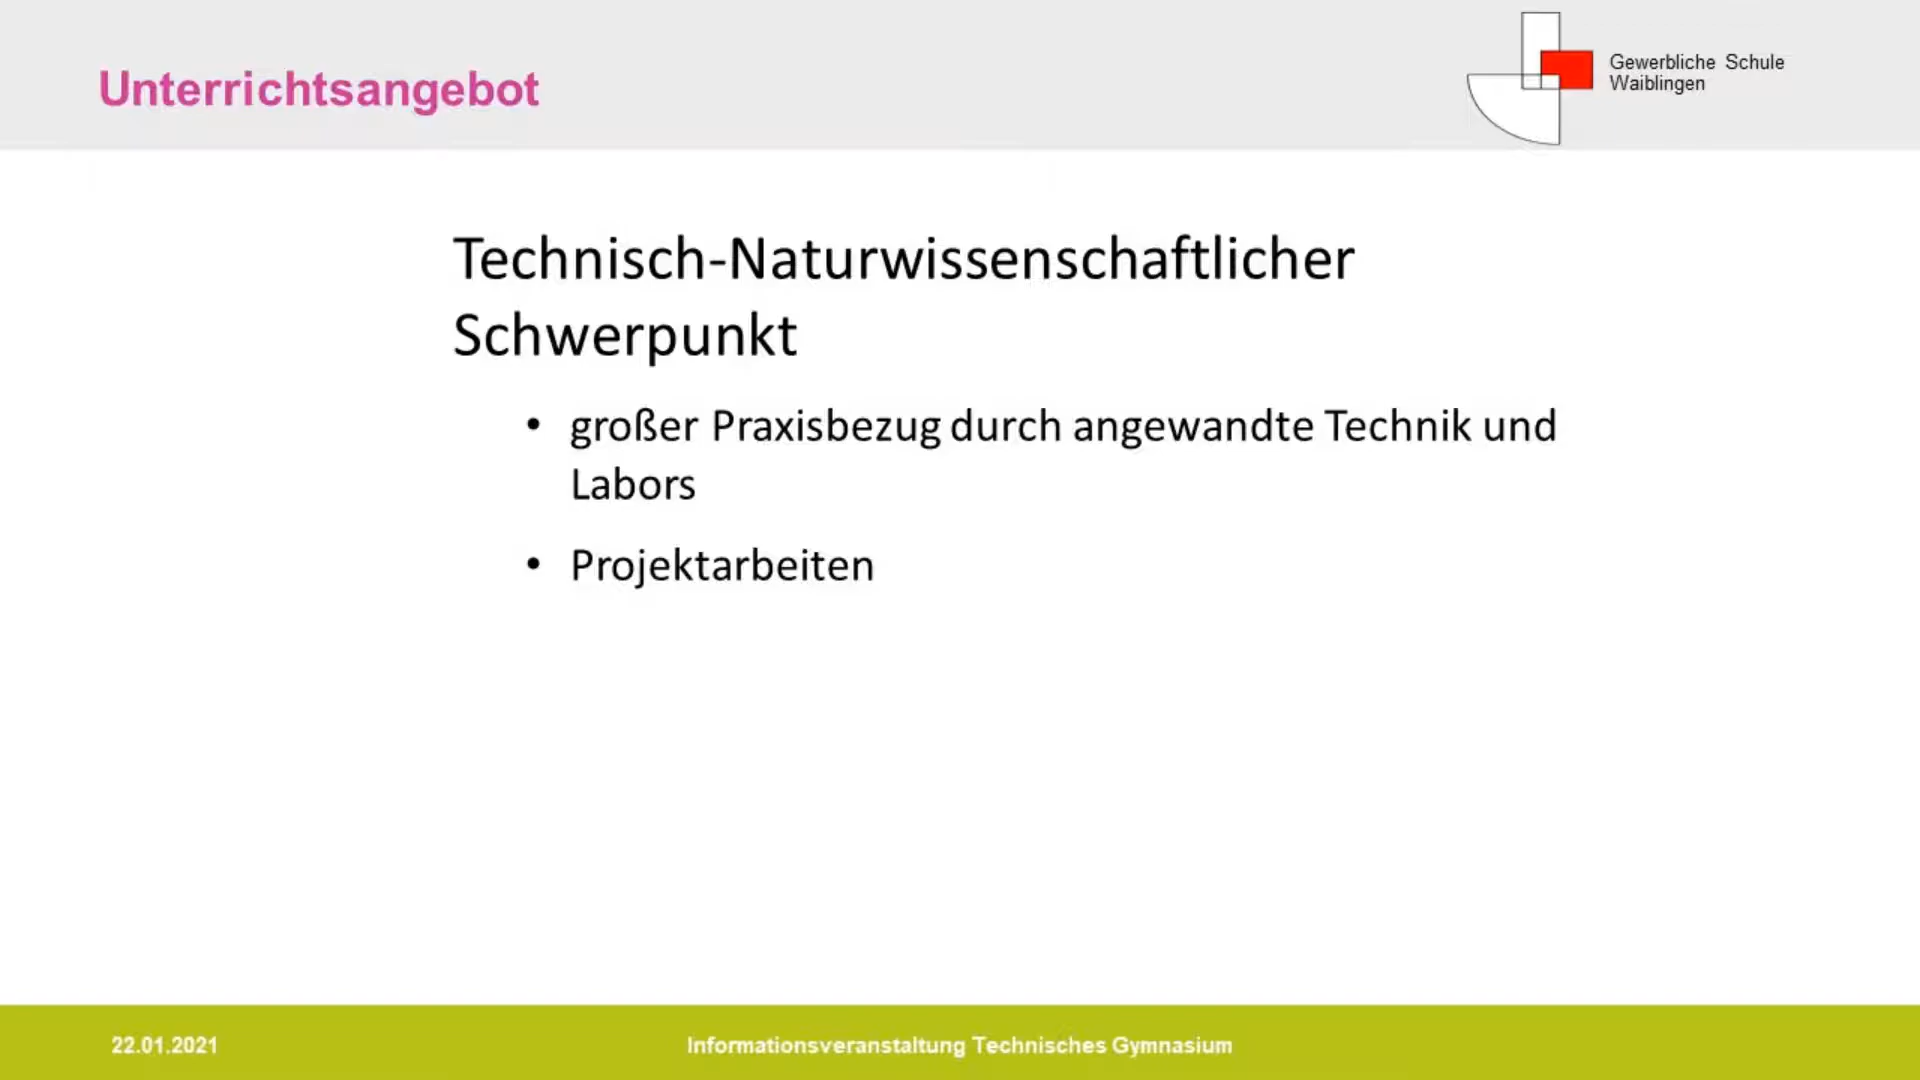 Unterrichtsangebot
Gewerbliche Schule
Waiblingen
Technisch-Naturwissenschaftlicher
Schwerpunkt
• großer Praxisbezug durch angewandte Technik und
Labors
• Projektarbeiten
22.01.2021
Informationsveranstaltung Technisches Gymnasium